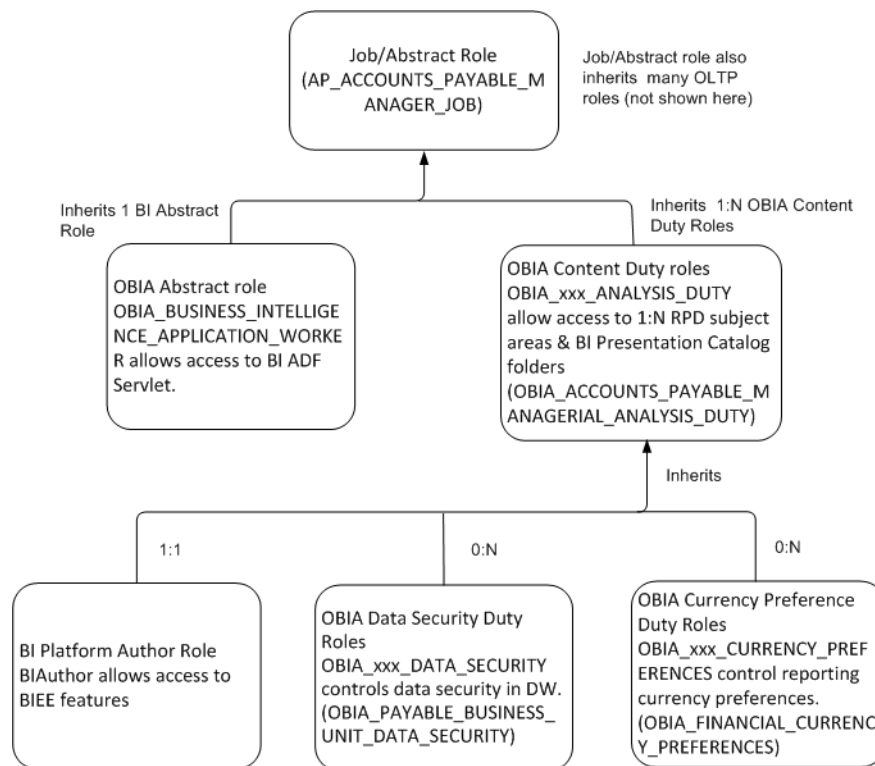 Job/Abstract Role
(AP_ACCOUNTS_PAYABLE_M
ANAGER_JOB)
Job/Abstract role also
inherits many OLTP
roles (not shown here)
Inherits 1 BI Abstract
Role
Inherits 1:N OBIA Content
Duty Roles
OBIA Abstract role
OBIA_BUSINESS_INTELLIGE
NCE_APPLICATION_WORKE
R allows access to BI ADF
Servlet.
OBIA Content Duty roles
OBIA_xxx_ANALYSIS_DUTY
allow access to 1:N RPD subject
areas & BI Presentation Catalog
folders
(OBIA_ACCOUNTS_PAYABLE_M
ANAGERIAL_ANALYSIS_DUTY)
Inherits
1:1
0:N
0:N
BI Platform Author Role
BIAuthor allows access to
BIEE features
OBIA Data Security Duty
Roles
OBIA_xxx_DATA_SECURITY
controls data security in DW.
(OBIA_PAYABLE_BUSINESS_
UNIT_DATA_SECURITY)
OBIA Currency Preference
Duty Roles
OBIA_xxx_CURRENCY_PREF
ERENCES control reporting
currency preferences.
(OBIA_FINANCIAL_CURRENC
Y_PREFERENCES)